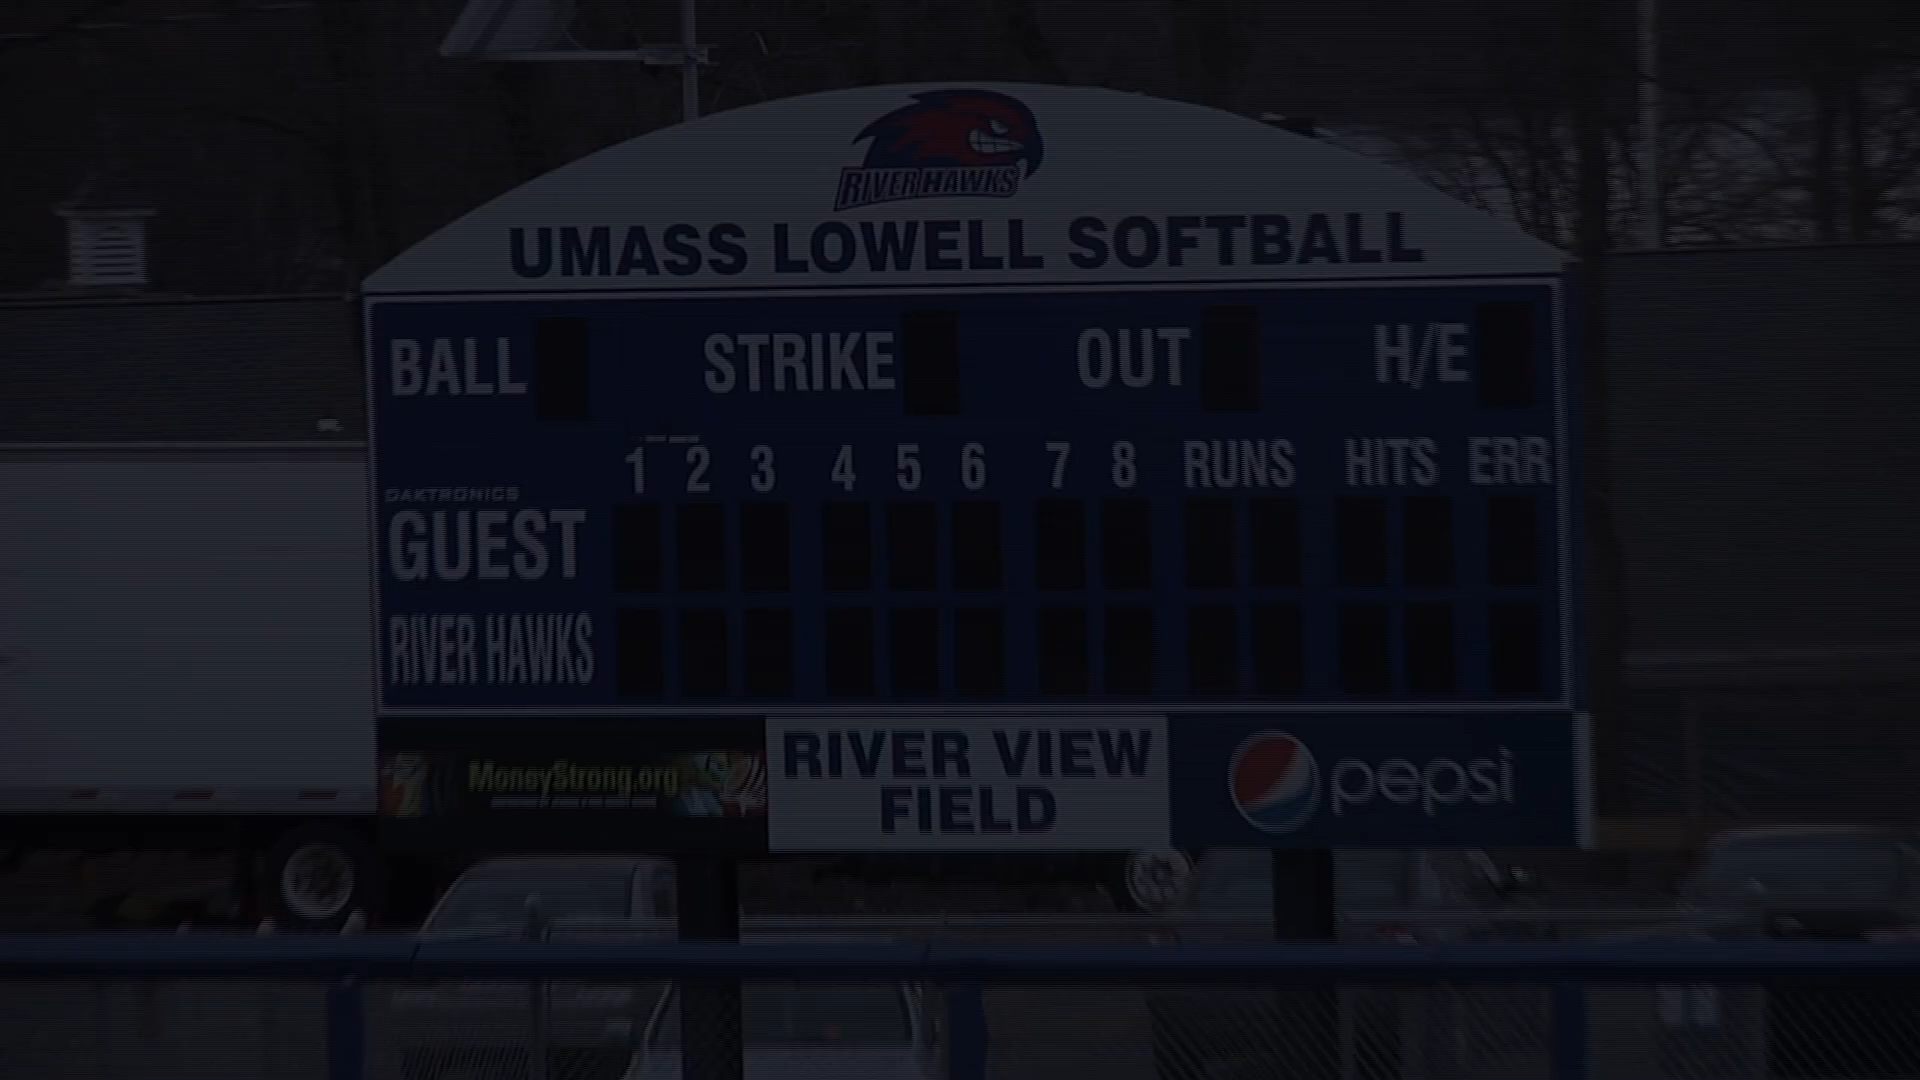 RIVER HAWKS
UMASS LOWELL SOFTBALL
BALL STRIKE OUT H/E
1 2 3 4 5 6 7 8 RUNS HITS ERR
DAKTRONICS
GUEST
RIVER HAWKS
MoneyStrong.org
RIVER VIEW
FIELD
pepsi